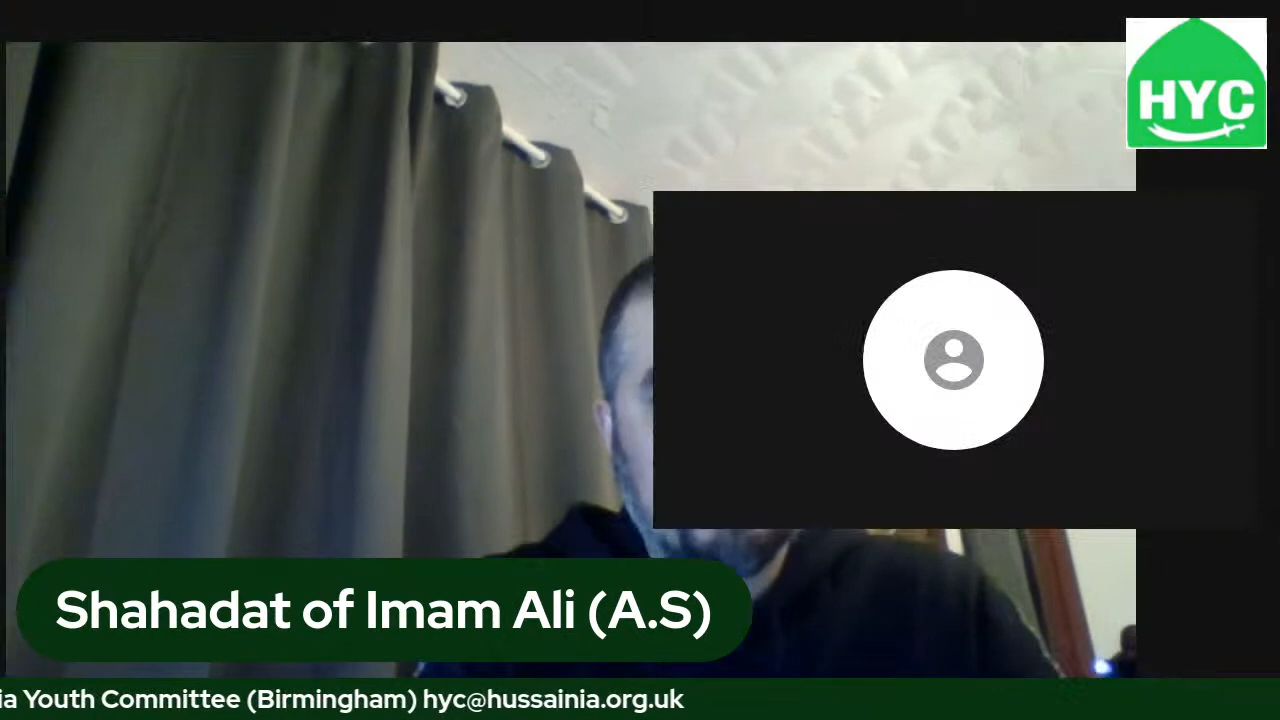 HYC
Shahadat of Imam Ali (A.S)
ia Youth Committee (Birmingham) hyc@hussainia.org.uk